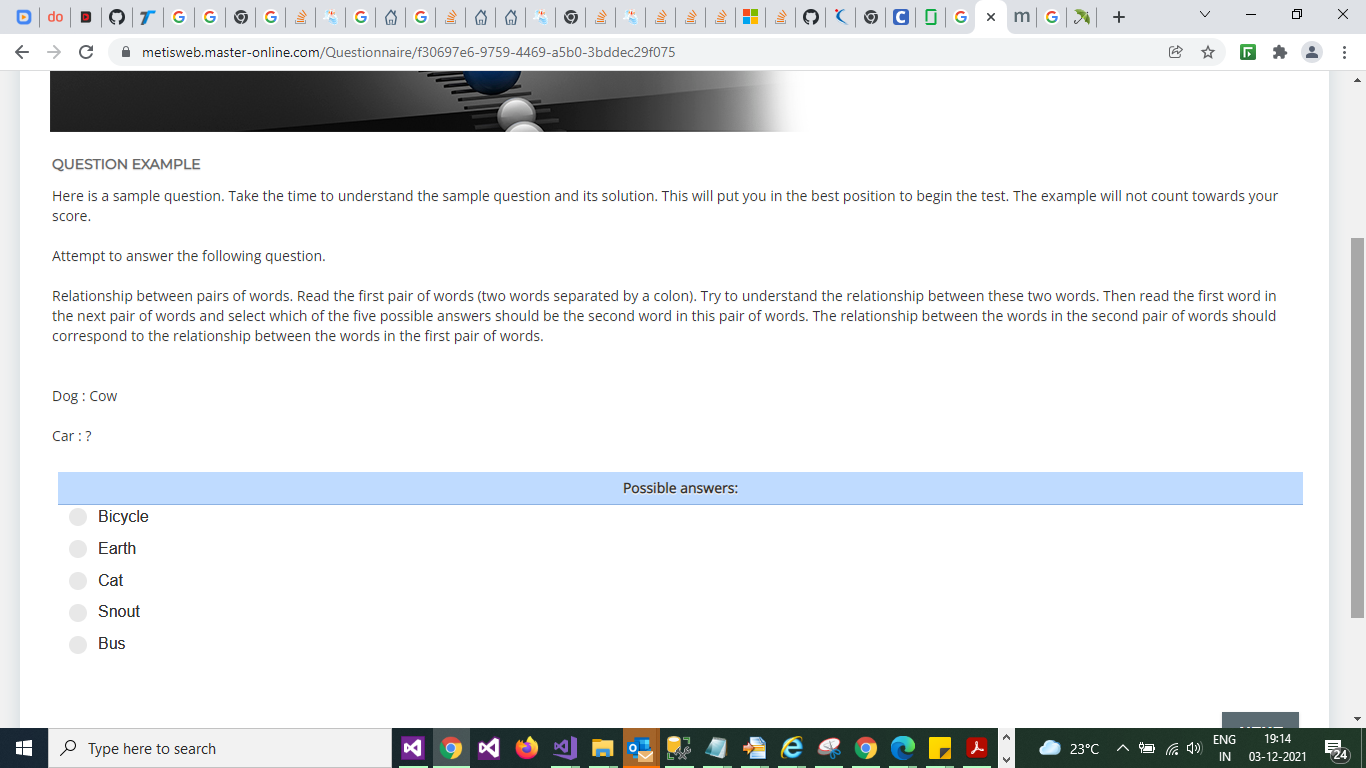 metisweb.master-online.com/Questionnaire/f30697e6-9759-4469-a5b0-3bddec29f075
QUESTION EXAMPLE
Here is a sample question. Take the time to understand the sample question and its solution. This will put you in the best position to begin the test. The example will not count towards your
score.
Attempt to answer the following question.
Relationship between pairs of words. Read the first pair of words (two words separated by a colon). Try to understand the relationship between these two words. Then read the first word in
the next pair of words and select which of the five possible answers should be the second word in this pair of words. The relationship between the words in the second pair of words should
correspond to the relationship between the words in the first pair of words.
Dog : Cow
Car : ?
Possible answers:
Bicycle
Earth
Cat
Snout
Bus
Type here to search
23°C
ENG
IN
19:14
03-12-2021
24